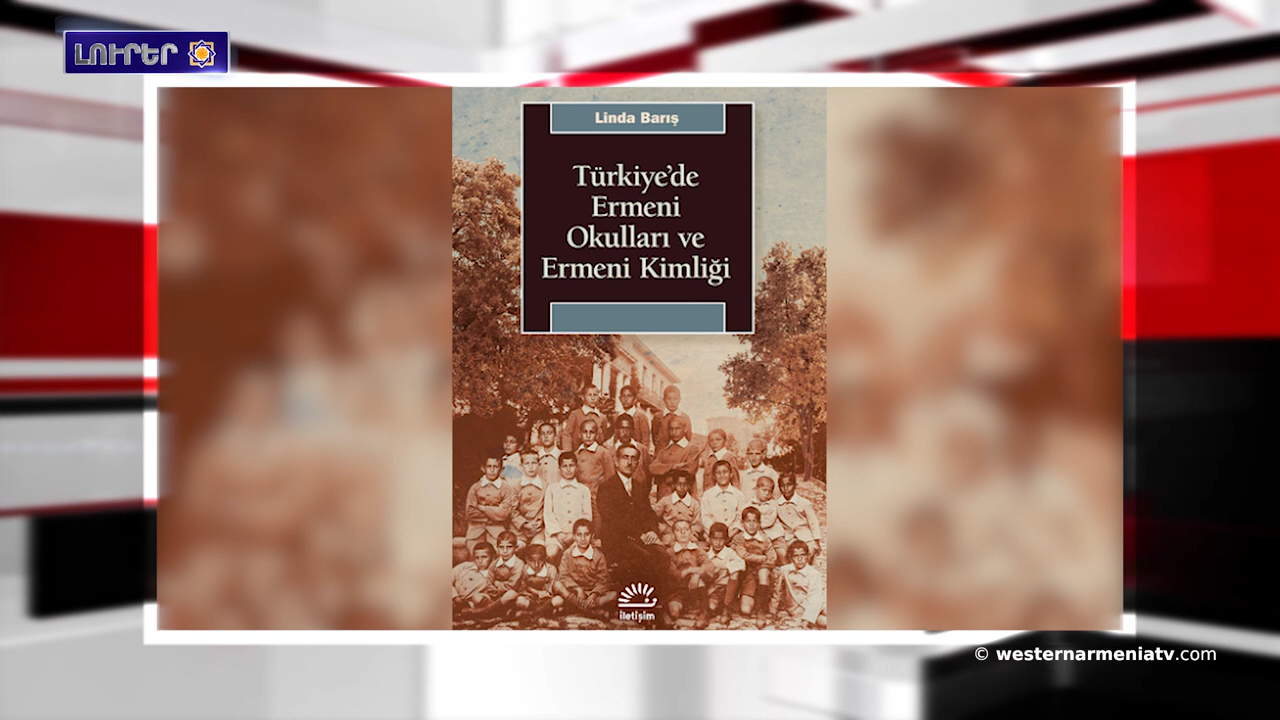 ԼՈՒՐԵՐ
Linda Barış
Türkiye’de
Ermeni
Okulları ve
Ermeni Kimliği
iletişim
© westernarmeniatv.com